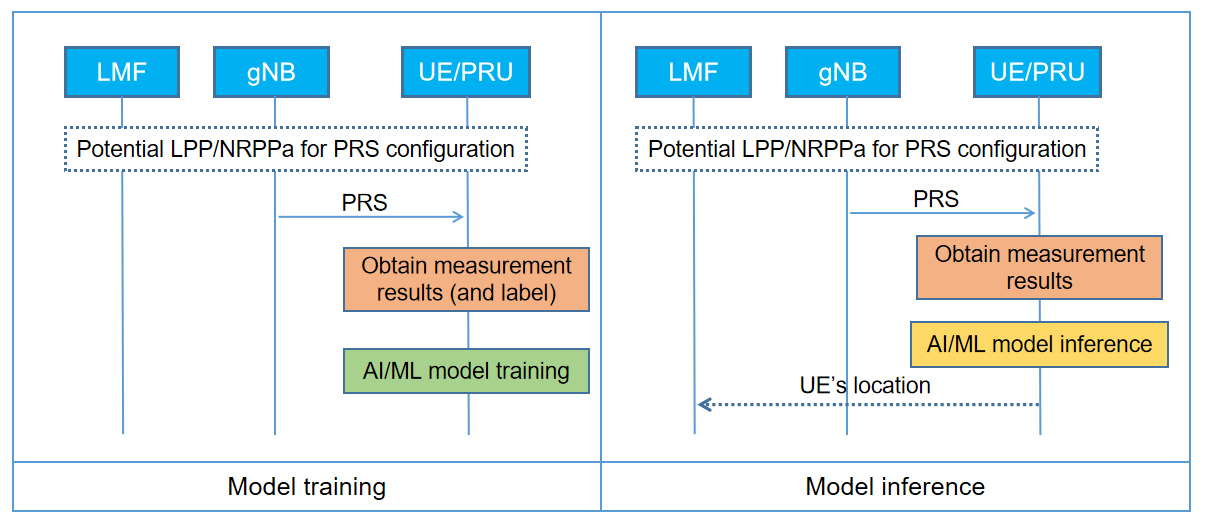 LMF
gNB
UE/PRU
Potential LPP/NRPPa for PRS configuration
PRS
Obtain measurement
results (and label)
AI/ML model training
Model training
LMF
gNB
UE/PRU
Potential LPP/NRPPa for PRS configuration
PRS
Obtain measurement
results
AI/ML model inference
UE’s location
Model inference